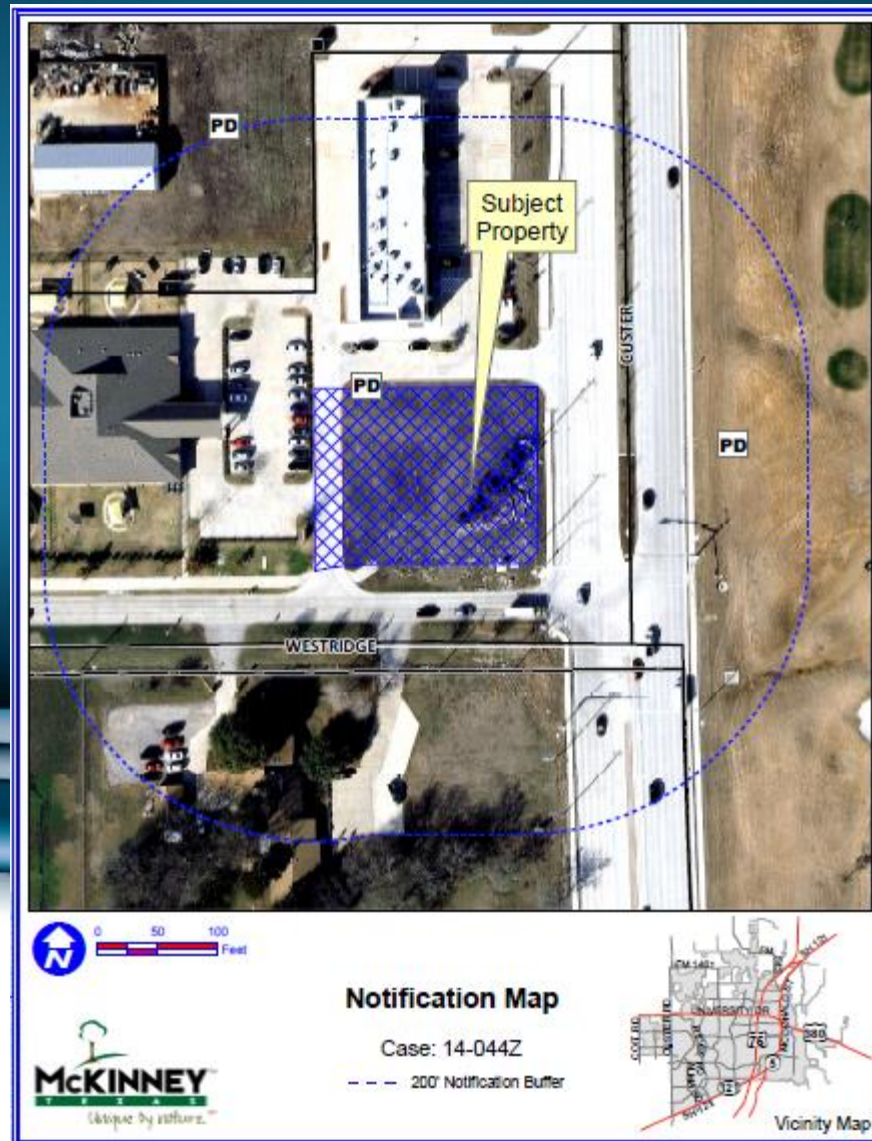 PD
Subject
Property
CUSTER
PD
PD
WESTRIDGE
N
0 50 100
Feet
Notification Map
Case: 14-044Z
200' Notification Buffer
McKINNEY
TEXAS
Unique by nature.
Vicinity Map